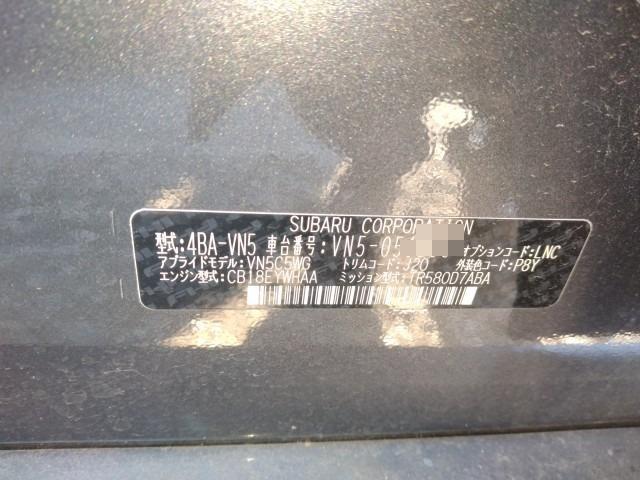 SUBARU CORPORATION
型式:4BA-VN5 車台番号:VN5-05 オプションコード:LNC
アプライドモデル:VN5C5WG トリムコード:J20 外装色コード:P8Y
エンジン型式:CB18EYWHAA ミッション型式:TR580D7ABA